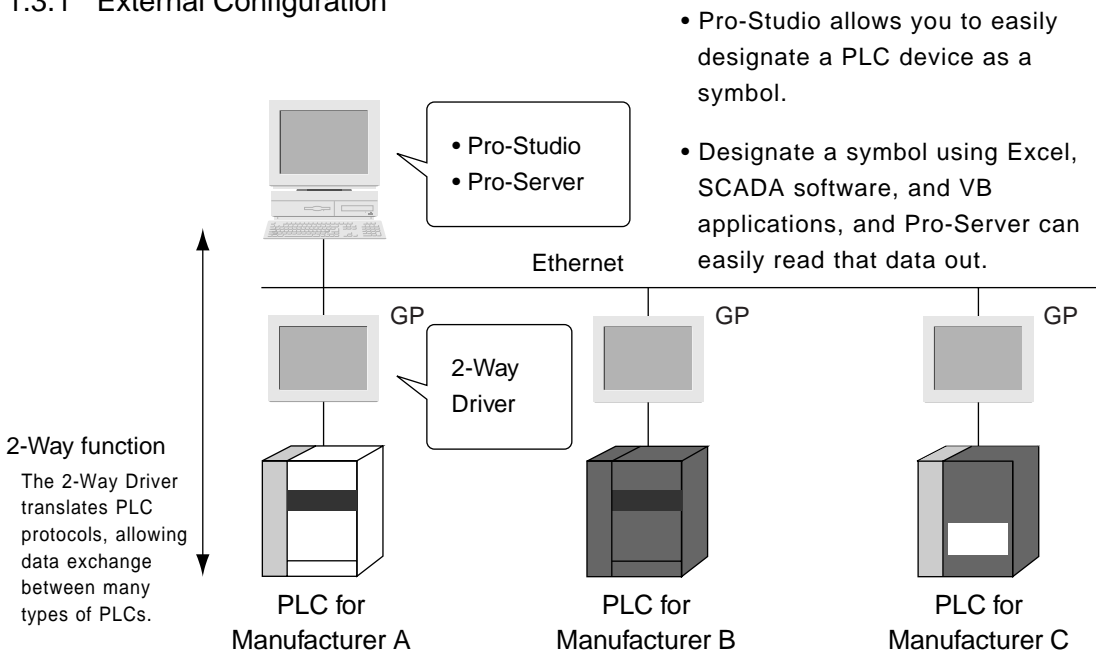 1.3.1 External Configuration
• Pro-Studio allows you to easily
designate a PLC device as a
symbol.
• Designate a symbol using Excel,
SCADA software, and VB
applications, and Pro-Server can
easily read that data out.
• Pro-Studio
• Pro-Server
Ethernet
GP
GP
GP
2-Way
Driver
2-Way function
The 2-Way Driver
translates PLC
protocols, allowing
data exchange
between many
types of PLCs.
PLC for
Manufacturer A
PLC for
Manufacturer B
PLC for
Manufacturer C